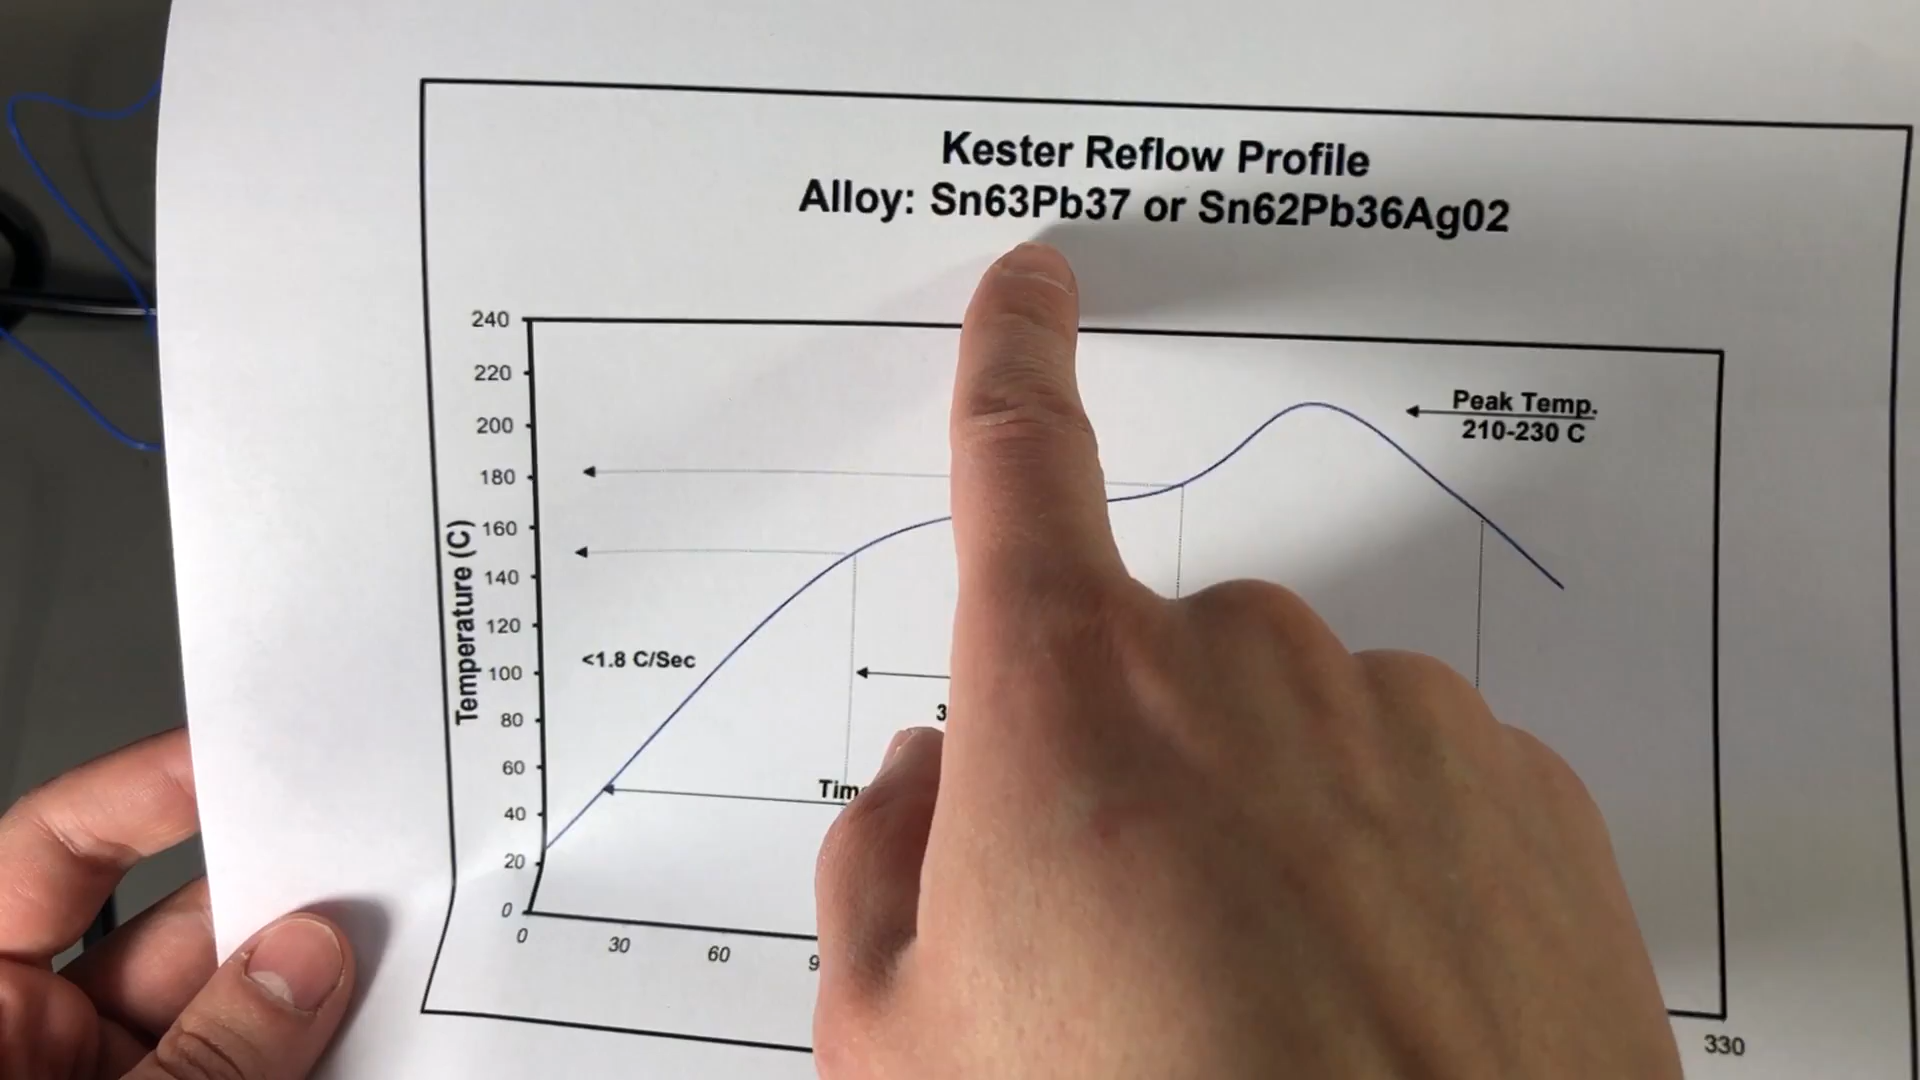 Kester Reflow Profile
Alloy: Sn63Pb37 or Sn62Pb36Ag02
240
220
200
180
160
140
120
100
80
60
40
20
0
Temperature (C)
Peak Temp.
210-230 C
<1.8 C/Sec
0
30
60
330